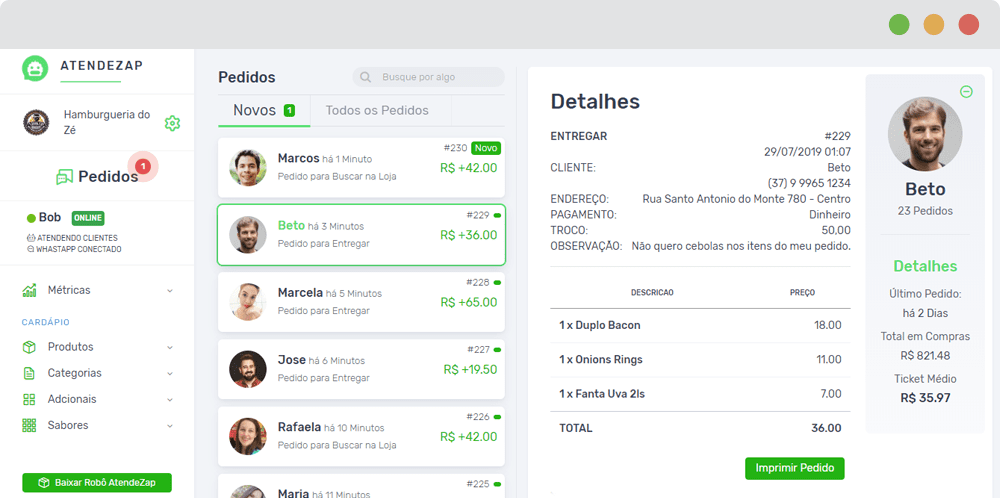 ATENDEZAP
Hamburgueria do
Zé
Pedidos
1
Bob ONLINE
ATENDENDO CLIENTES
WHASTAPP CONECTADO
Métricas
CARDÁPIO
Produtos
Categorias
Adcionais
Sabores
Baixar Robô AtendeZap
Pedidos
Busque por algo
Novos 1
Todos os Pedidos
#230 Novo
Marcos há 1 Minuto
R$ +42.00
Pedido para Buscar na Loja
#229
Beto há 3 Minutos
R$ +36.00
Pedido para Entregar
#228
Marcela há 5 Minutos
R$ +65.00
Pedido para Entregar
#227
Jose há 6 Minutos
R$ +19.50
Pedido para Entregar
#226
Rafaela há 10 Minutos
R$ +42.00
Pedido para Buscar na Loja
#225
Maria há 11 Minutos
Detalhes
ENTREGAR #229
29/07/2019 01:07
CLIENTE: Beto
(37) 9 9965 1234
ENDEREÇO: Rua Santo Antonio do Monte 780 - Centro
PAGAMENTO: Dinheiro
TROCO: 50,00
OBSERVAÇÃO: Não quero cebolas nos itens do meu pedido.
DESCRICAO PREÇO
1 x Duplo Bacon 18.00
1 x Onions Rings 11.00
1 x Fanta Uva 2ls 7.00
TOTAL 36.00
Imprimir Pedido
Beto
23 Pedidos
Detalhes
Último Pedido:
há 2 Dias
Total em Compras
R$ 821.48
Ticket Médio
R$ 35.97